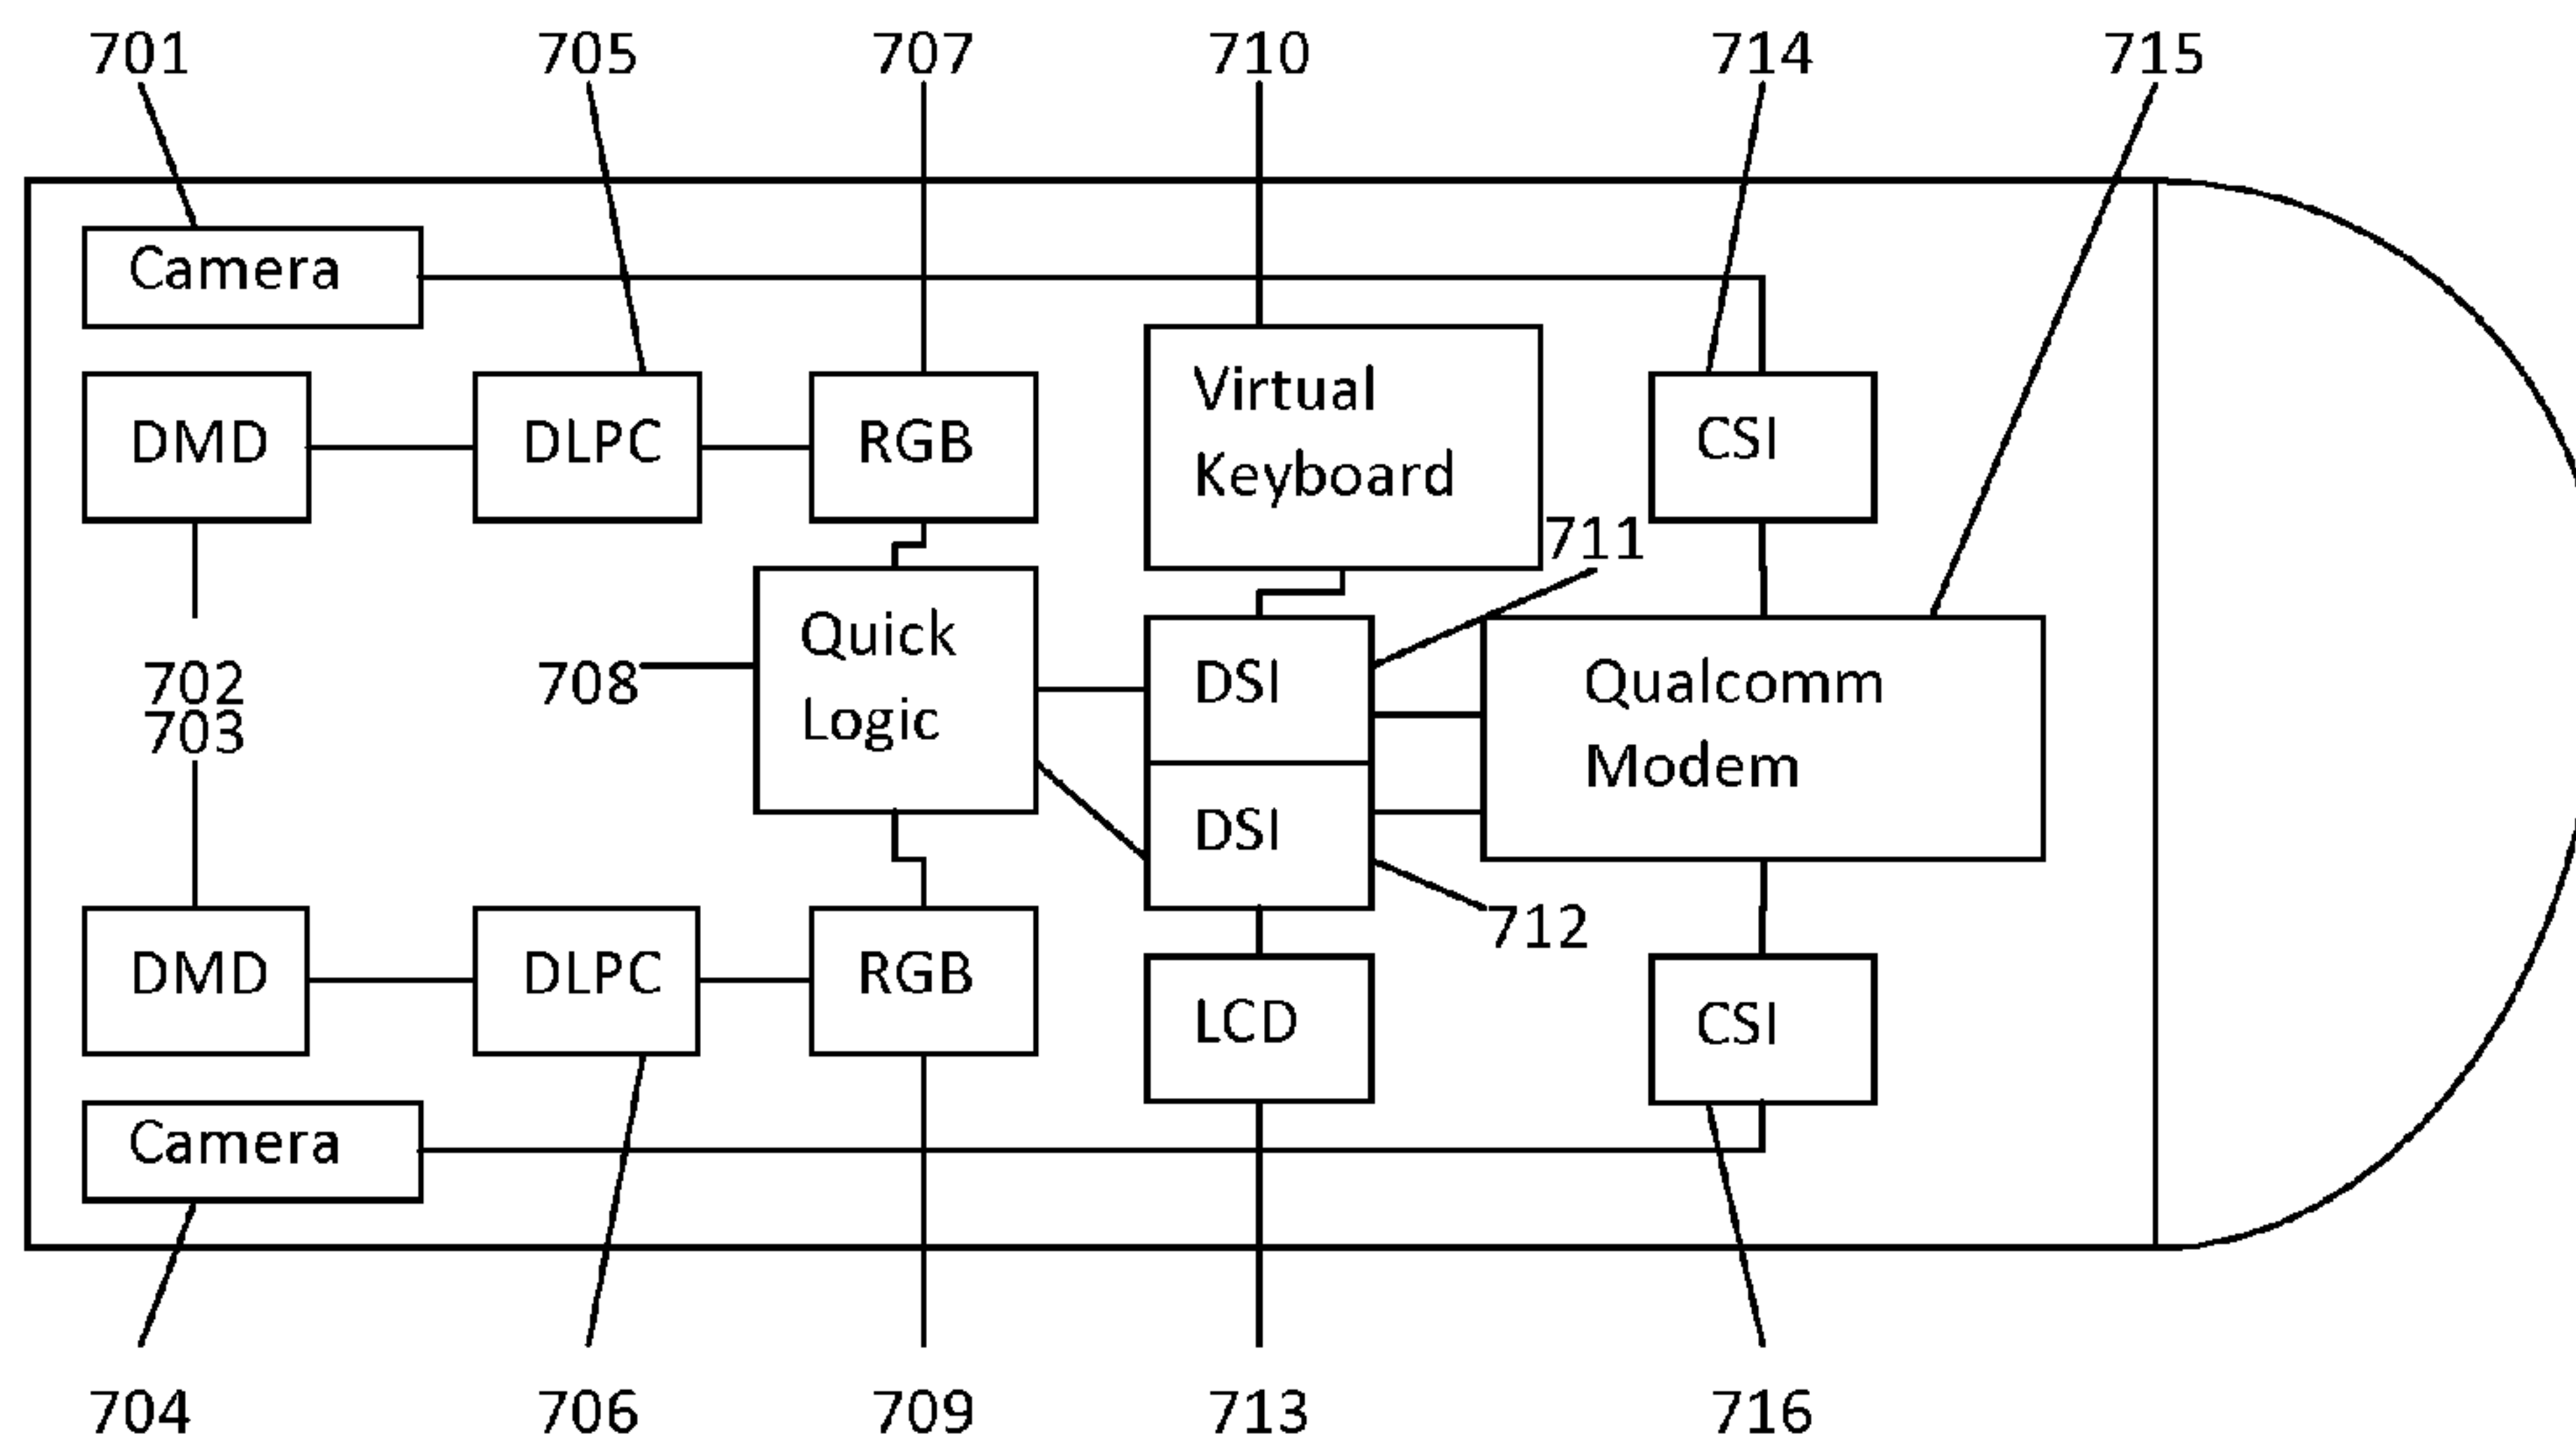 701
705
707
710
714
715
Camera
DMD
DLPC
RGB
Virtual
Keyboard
CSI
711
702
703
708
Quick
Logic
DSI
DSI
Qualcomm
Modem
712
DMD
DLPC
RGB
LCD
CSI
Camera
704
706
709
713
716